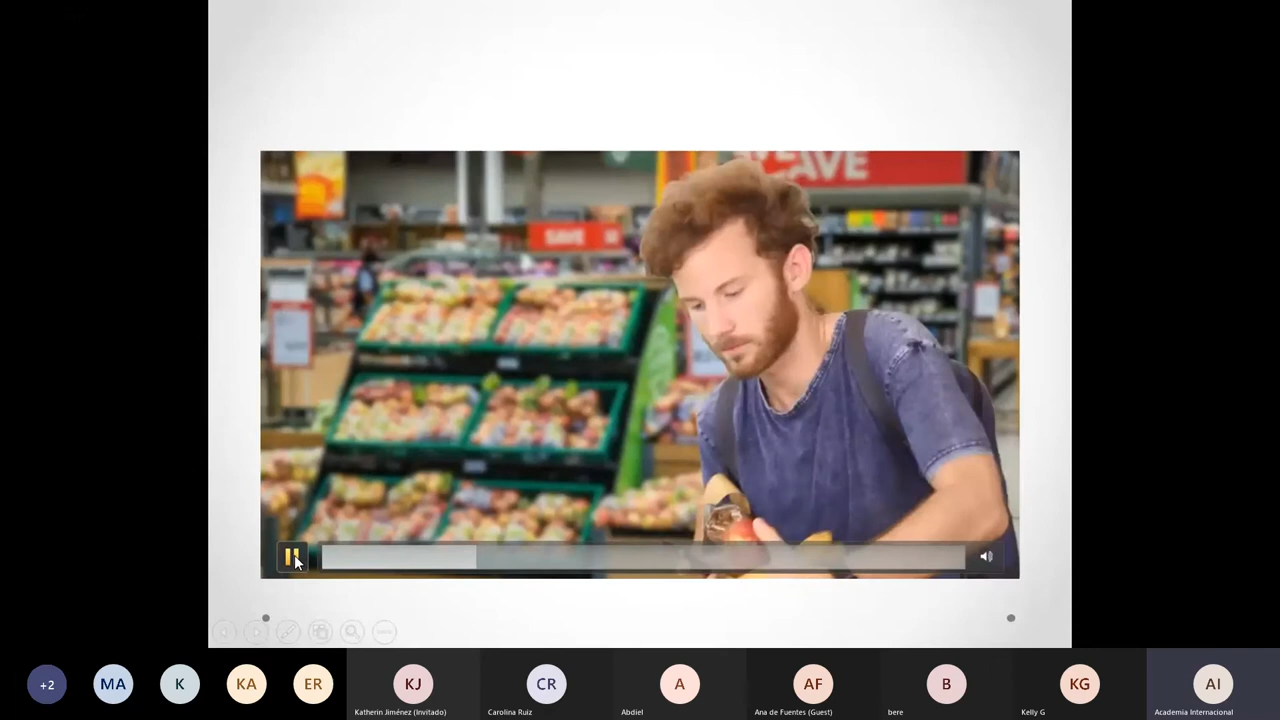 SAVE
SAVE
+2
MA
K
KA
ER
KJ
Katherin Jiménez (Invitado)
CR
Carolina Ruiz
A
Abdiel
AF
Ana de Fuentes (Guest)
B
bere
KG
Kelly G
AI
Academia Internacional